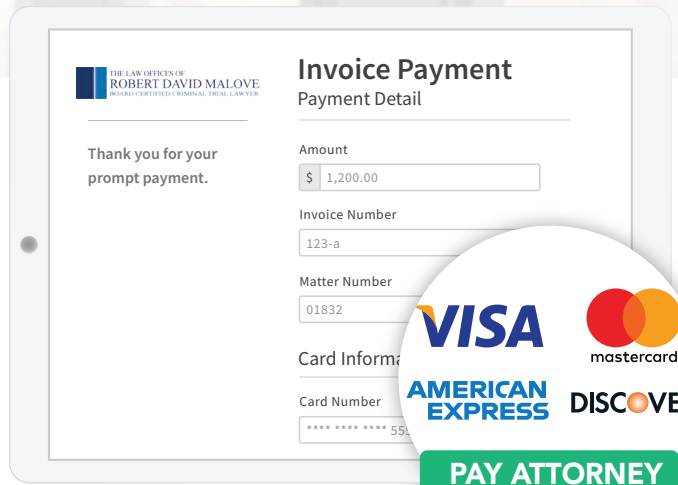 THE LAW OFFICES OF
ROBERT DAVID MALOVE
BOARD CERTIFIED CRIMINAL TRIAL LAWYER
Thank you for your
prompt payment.
Invoice Payment
Payment Detail
Amount
$ 1,200.00
Invoice Number
123-a
Matter Number
01832
Card Informa
Card Number
**** **** **** 555
VISA
mastercard
AMERICAN
EXPRESS
DISCOVE
PAY ATTORNEY